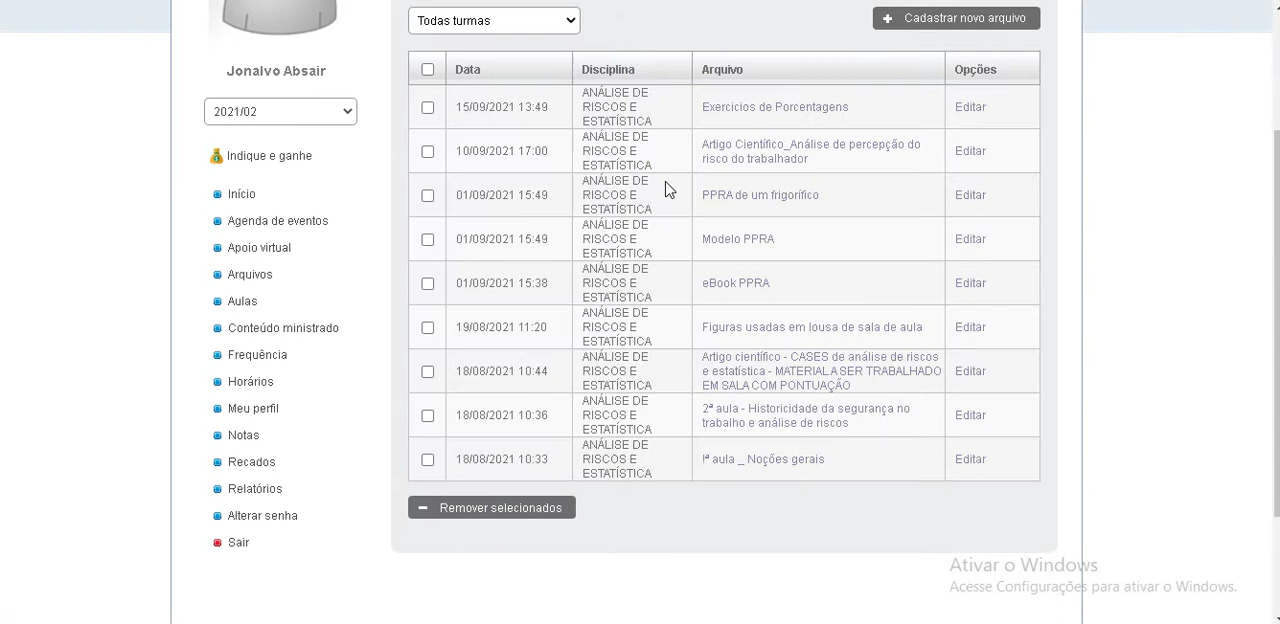 Todas turmas
Cadastrar novo arquivo
Jonalvo Absair
2021/02
Indique e ganhe
Início
Agenda de eventos
Apoio virtual
Arquivos
Aulas
Conteúdo ministrado
Frequência
Horários
Meu perfil
Notas
Recados
Relatórios
Alterar senha
Sair
Data Disciplina Arquivo Opções
15/09/2021 13:49
ANÁLISE DE
RISCOS E
ESTATÍSTICA
Exercicios de Porcentagens
Editar
10/09/2021 17:00
ANÁLISE DE
RISCOS E
ESTATÍSTICA
Artigo Científico_Análise de percepção do
risco do trabalhador
Editar
01/09/2021 15:49
ANÁLISE DE
RISCOS E
ESTATÍSTICA
PPRA de um frigorífico
Editar
01/09/2021 15:49
ANÁLISE DE
RISCOS E
ESTATÍSTICA
Modelo PPRA
Editar
01/09/2021 15:38
ANÁLISE DE
RISCOS E
ESTATÍSTICA
eBook PPRA
Editar
19/08/2021 11:20
ANÁLISE DE
RISCOS E
ESTATÍSTICA
Figuras usadas em lousa de sala de aula
Editar
18/08/2021 10:44
ANÁLISE DE
RISCOS E
ESTATÍSTICA
Artigo científico - CASES de análise de riscos
e estatística - MATERIAL A SER TRABALHADO
EM SALA COM PONTUAÇÃO
Editar
18/08/2021 10:36
ANÁLISE DE
RISCOS E
ESTATÍSTICA
2ª aula - Historicidade da segurança no
trabalho e análise de riscos
Editar
18/08/2021 10:33
ANÁLISE DE
RISCOS E
ESTATÍSTICA
!ª aula _ Noções gerais
Editar
Remover selecionados
Ativar o Windows
Acesse Configurações para ativar o Windows.